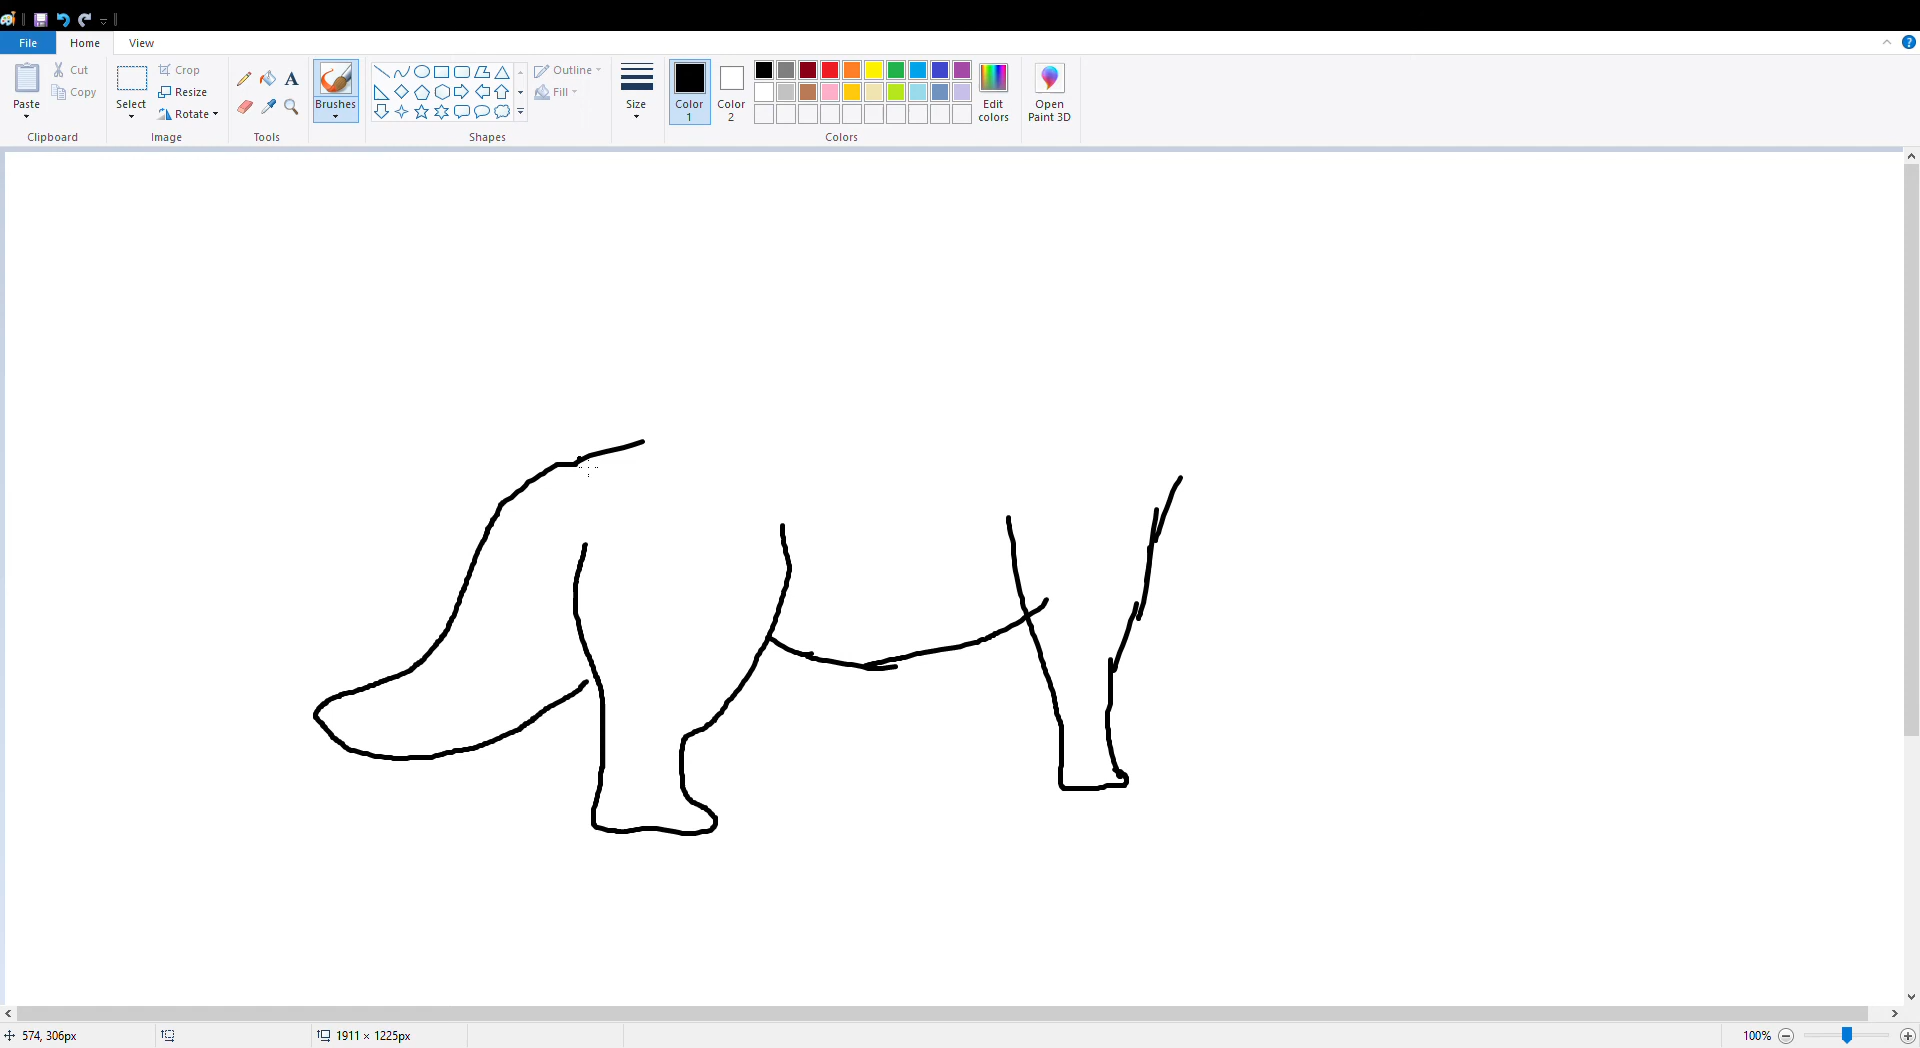 File Home View
Paste
Cut
Copy
Clipboard
Select
Crop
Resize
Rotate
Image
A
Tools
Brushes
Shapes
Outline
Fill
Size
Color 1
Color 2
Edit colors
Colors
Open Paint 3D
?
574, 306px
1911 × 1225px
100%